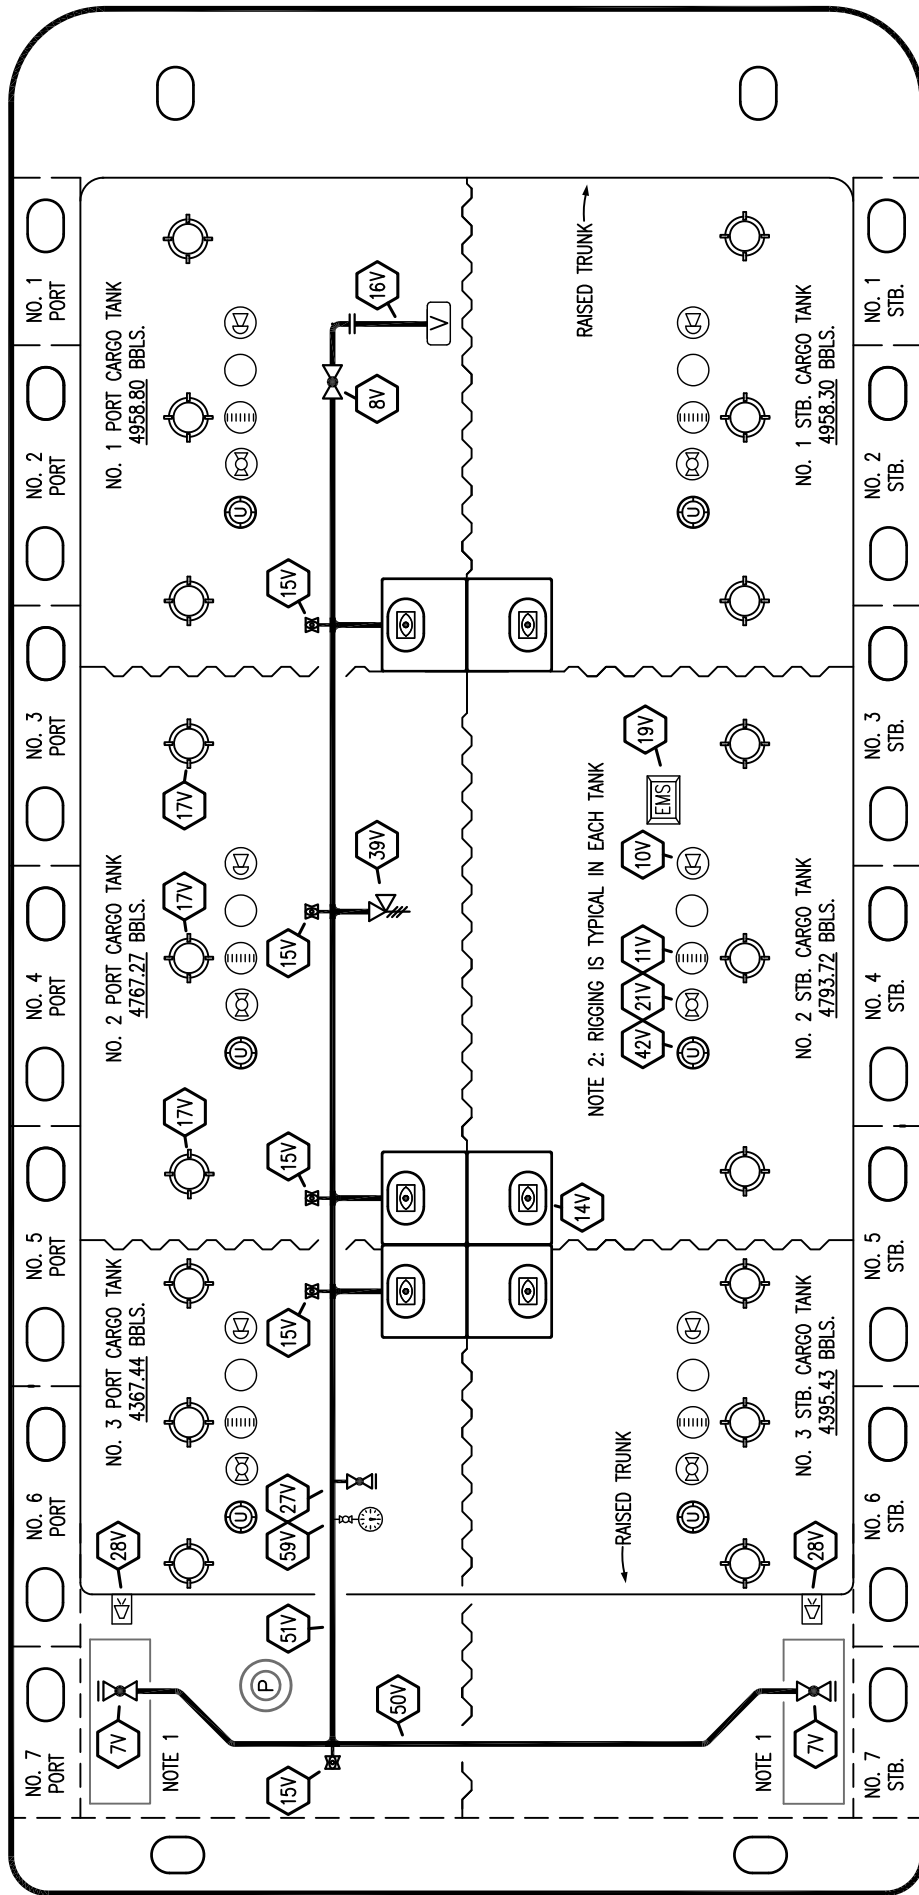 NO. 7
PORT
NO. 6
PORT
NO. 5
PORT
NO. 4
PORT
NO. 3
PORT
NO. 2
PORT
NO. 1
PORT
7V
NOTE 1
28V
NO. 3 PORT CARGO TANK
4367.44 BBLS.
NO. 2 PORT CARGO TANK
4767.27 BBLS.
NO. 1 PORT CARGO TANK
4958.80 BBLS.
17V
17V
17V
U
U
U
P
15V
51V
59V
27V
15V
15V
15V
15V
50V
39V
8V
16V
V
14V
RAISED TRUNK
RAISED TRUNK
NOTE 2: RIGGING IS TYPICAL IN EACH TANK
42V
21V
11V
10V
19V
EMS
U
U
U
NOTE 1
7V
28V
NO. 3 STB. CARGO TANK
4395.43 BBLS.
NO. 2 STB. CARGO TANK
4793.72 BBLS.
NO. 1 STB. CARGO TANK
4958.30 BBLS.
NO. 7
STB.
NO. 6
STB.
NO. 5
STB.
NO. 4
STB.
NO. 3
STB.
NO. 2
STB.
NO. 1
STB.